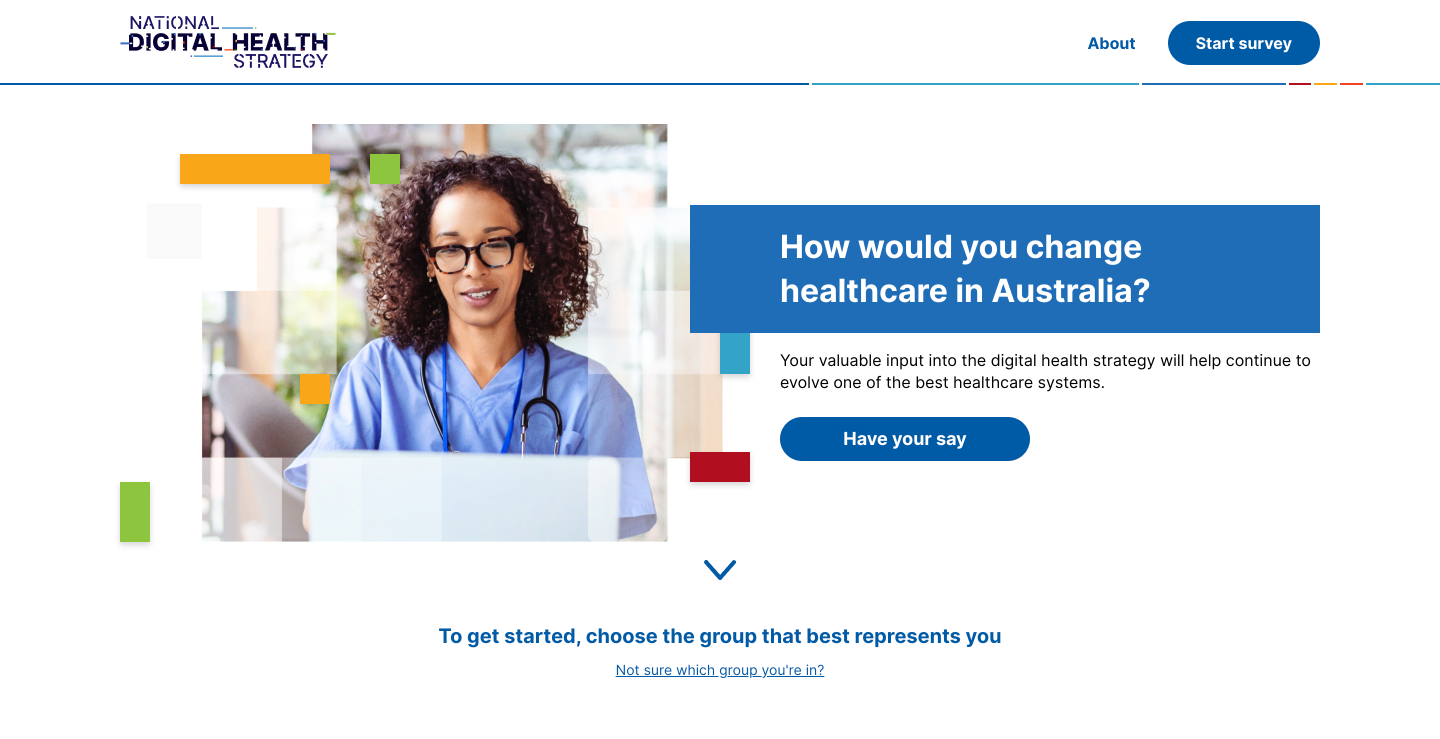 NATIONAL
DIGITAL HEALTH
STRATEGY
About
Start survey
How would you change
healthcare in Australia?
Your valuable input into the digital health strategy will help continue to
evolve one of the best healthcare systems.
Have your say
To get started, choose the group that best represents you
Not sure which group you're in?